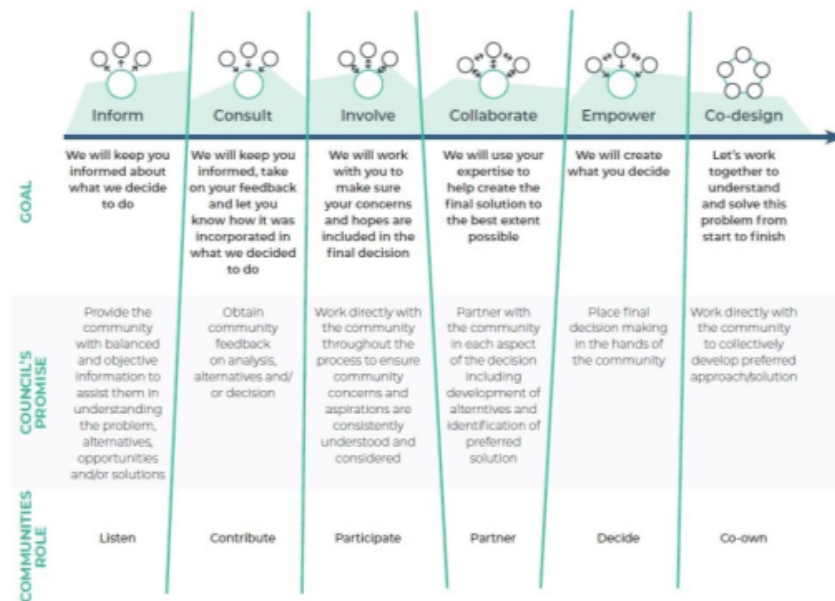 Inform
Consult
Involve
Collaborate
Empower
Co-design
GOAL
We will keep you
informed about
what we decide
to do
We will keep you
informed, take
on your feedback
and let you
know how it was
incorporated in
what we decided
to do
We will work
with you to
make sure
your concerns
and hopes are
included in the
final decision
We will use your
expertise to
help create the
final solution to
the best extent
possible
We will create
what you decide
Let's work
together to
understand
and solve this
problem from
start to finish
COUNCIL'S
PROMISE
Provide the
community
with balanced
and objective
information to
assist them in
understanding
the problem,
alternatives,
opportunities
and/or solutions
Obtain
community
feedback
on analysis,
alternatives and/
or decision
Work directly with
the community
throughout the
process to ensure
community
concerns and
aspirations are
consistently
understood and
considered
Partner with
the community
in each aspect
of the decision
including
development of
alterntives and
identification of
preferred
solution
Place final
decision making
in the hands of
the community
Work directly with
the community
to collectively
develop preferred
approach/solution
COMMUNITIES
ROLE
Listen
Contribute
Participate
Partner
Decide
Co-own